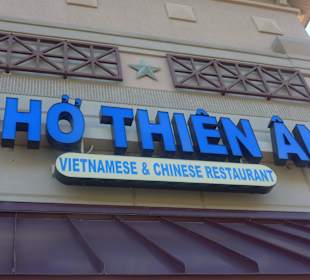 HỞ THIÊN ÂN
VIETNAMESE & CHINESE RESTAURANT